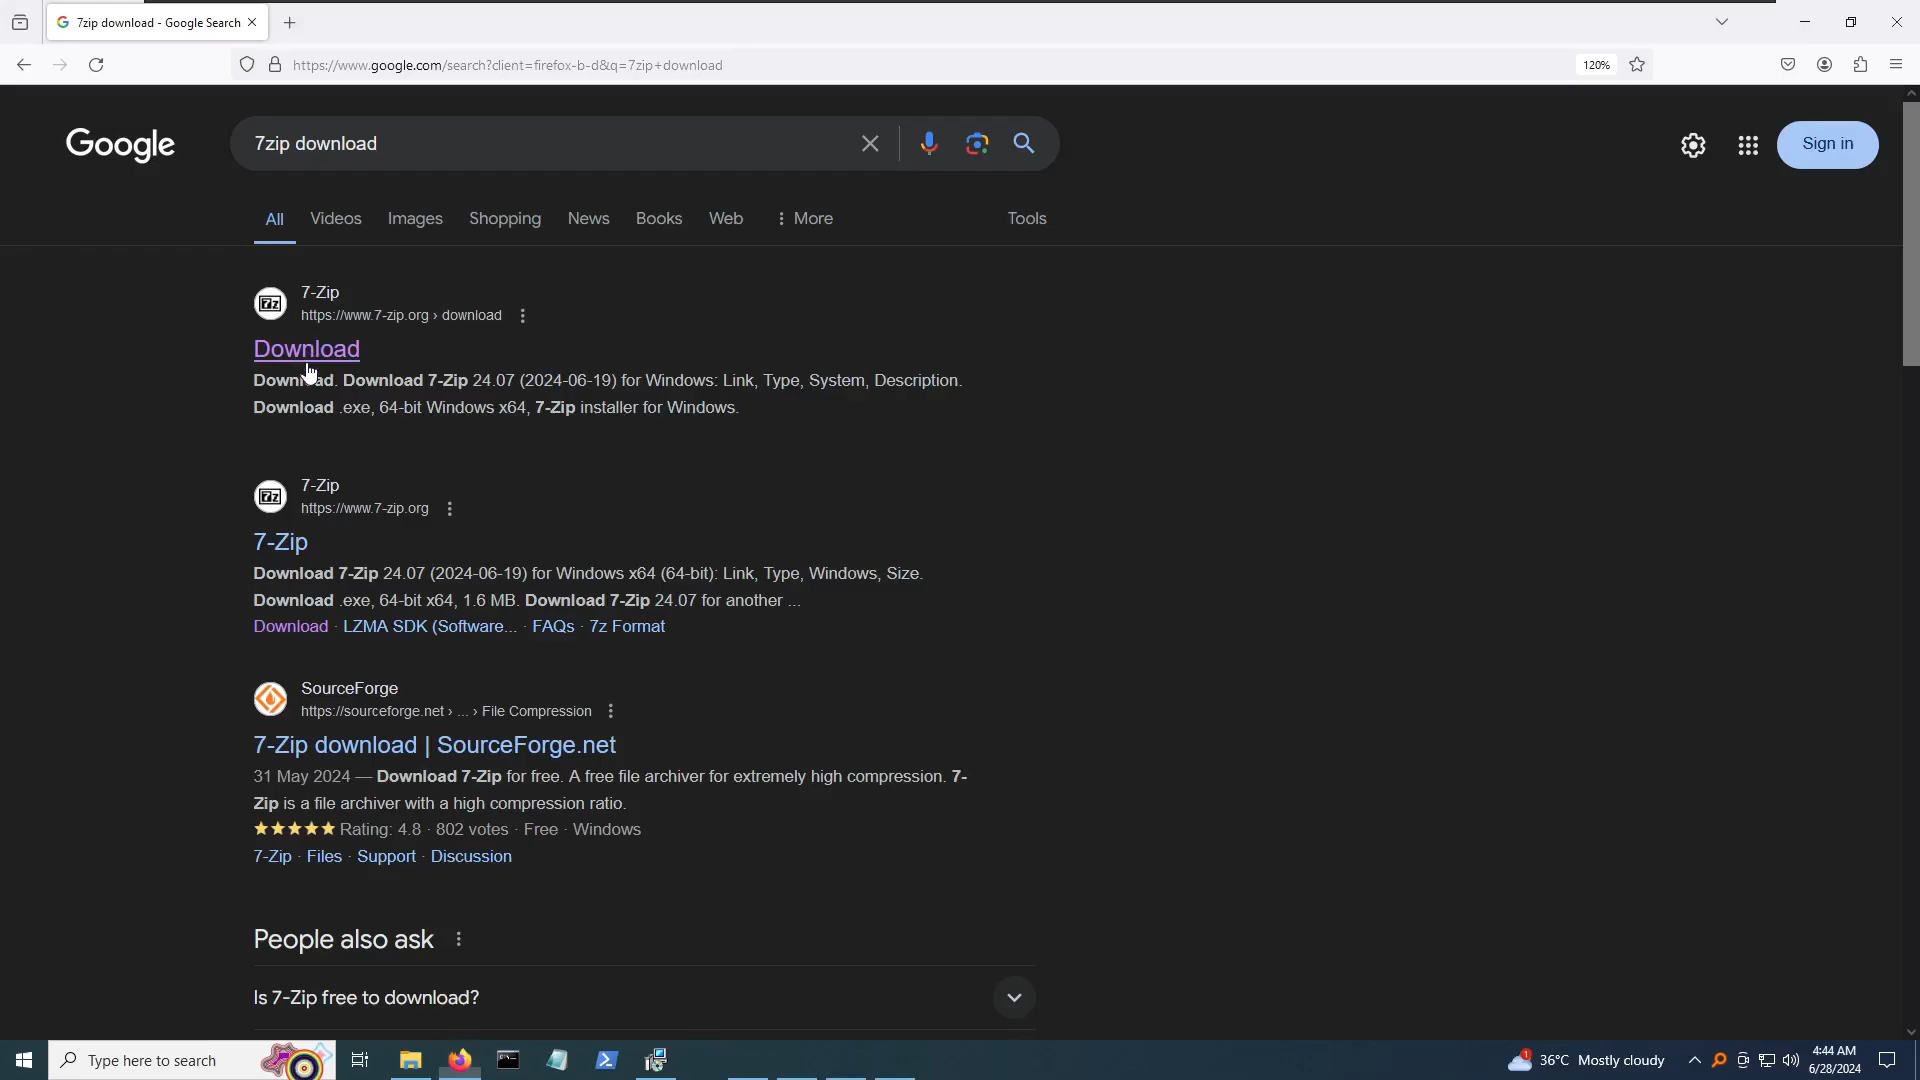 7zip download - Google Search
https://www.google.com/search?client=firefox-b-d&q=7zip+download
120%
Google
7zip download
Sign in
All
Videos
Images
Shopping
News
Books
Web
More
Tools
7-Zip
https://www.7-zip.org › download
Download
Download. Download 7-Zip 24.07 (2024-06-19) for Windows: Link, Type, System, Description.
Download .exe, 64-bit Windows x64, 7-Zip installer for Windows.
7-Zip
https://www.7-zip.org
7-Zip
Download 7-Zip 24.07 (2024-06-19) for Windows x64 (64-bit): Link, Type, Windows, Size.
Download .exe, 64-bit x64, 1.6 MB. Download 7-Zip 24.07 for another ...
Download · LZMA SDK (Software... · FAQs · 7z Format
SourceForge
https://sourceforge.net › ... › File Compression
7-Zip download | SourceForge.net
31 May 2024 — Download 7-Zip for free. A free file archiver for extremely high compression. 7-
Zip is a file archiver with a high compression ratio.
Rating: 4.8 · 802 votes · Free · Windows
7-Zip · Files · Support · Discussion
People also ask
Is 7-Zip free to download?
Type here to search
1
36°C Mostly cloudy
4:44 AM
6/28/2024